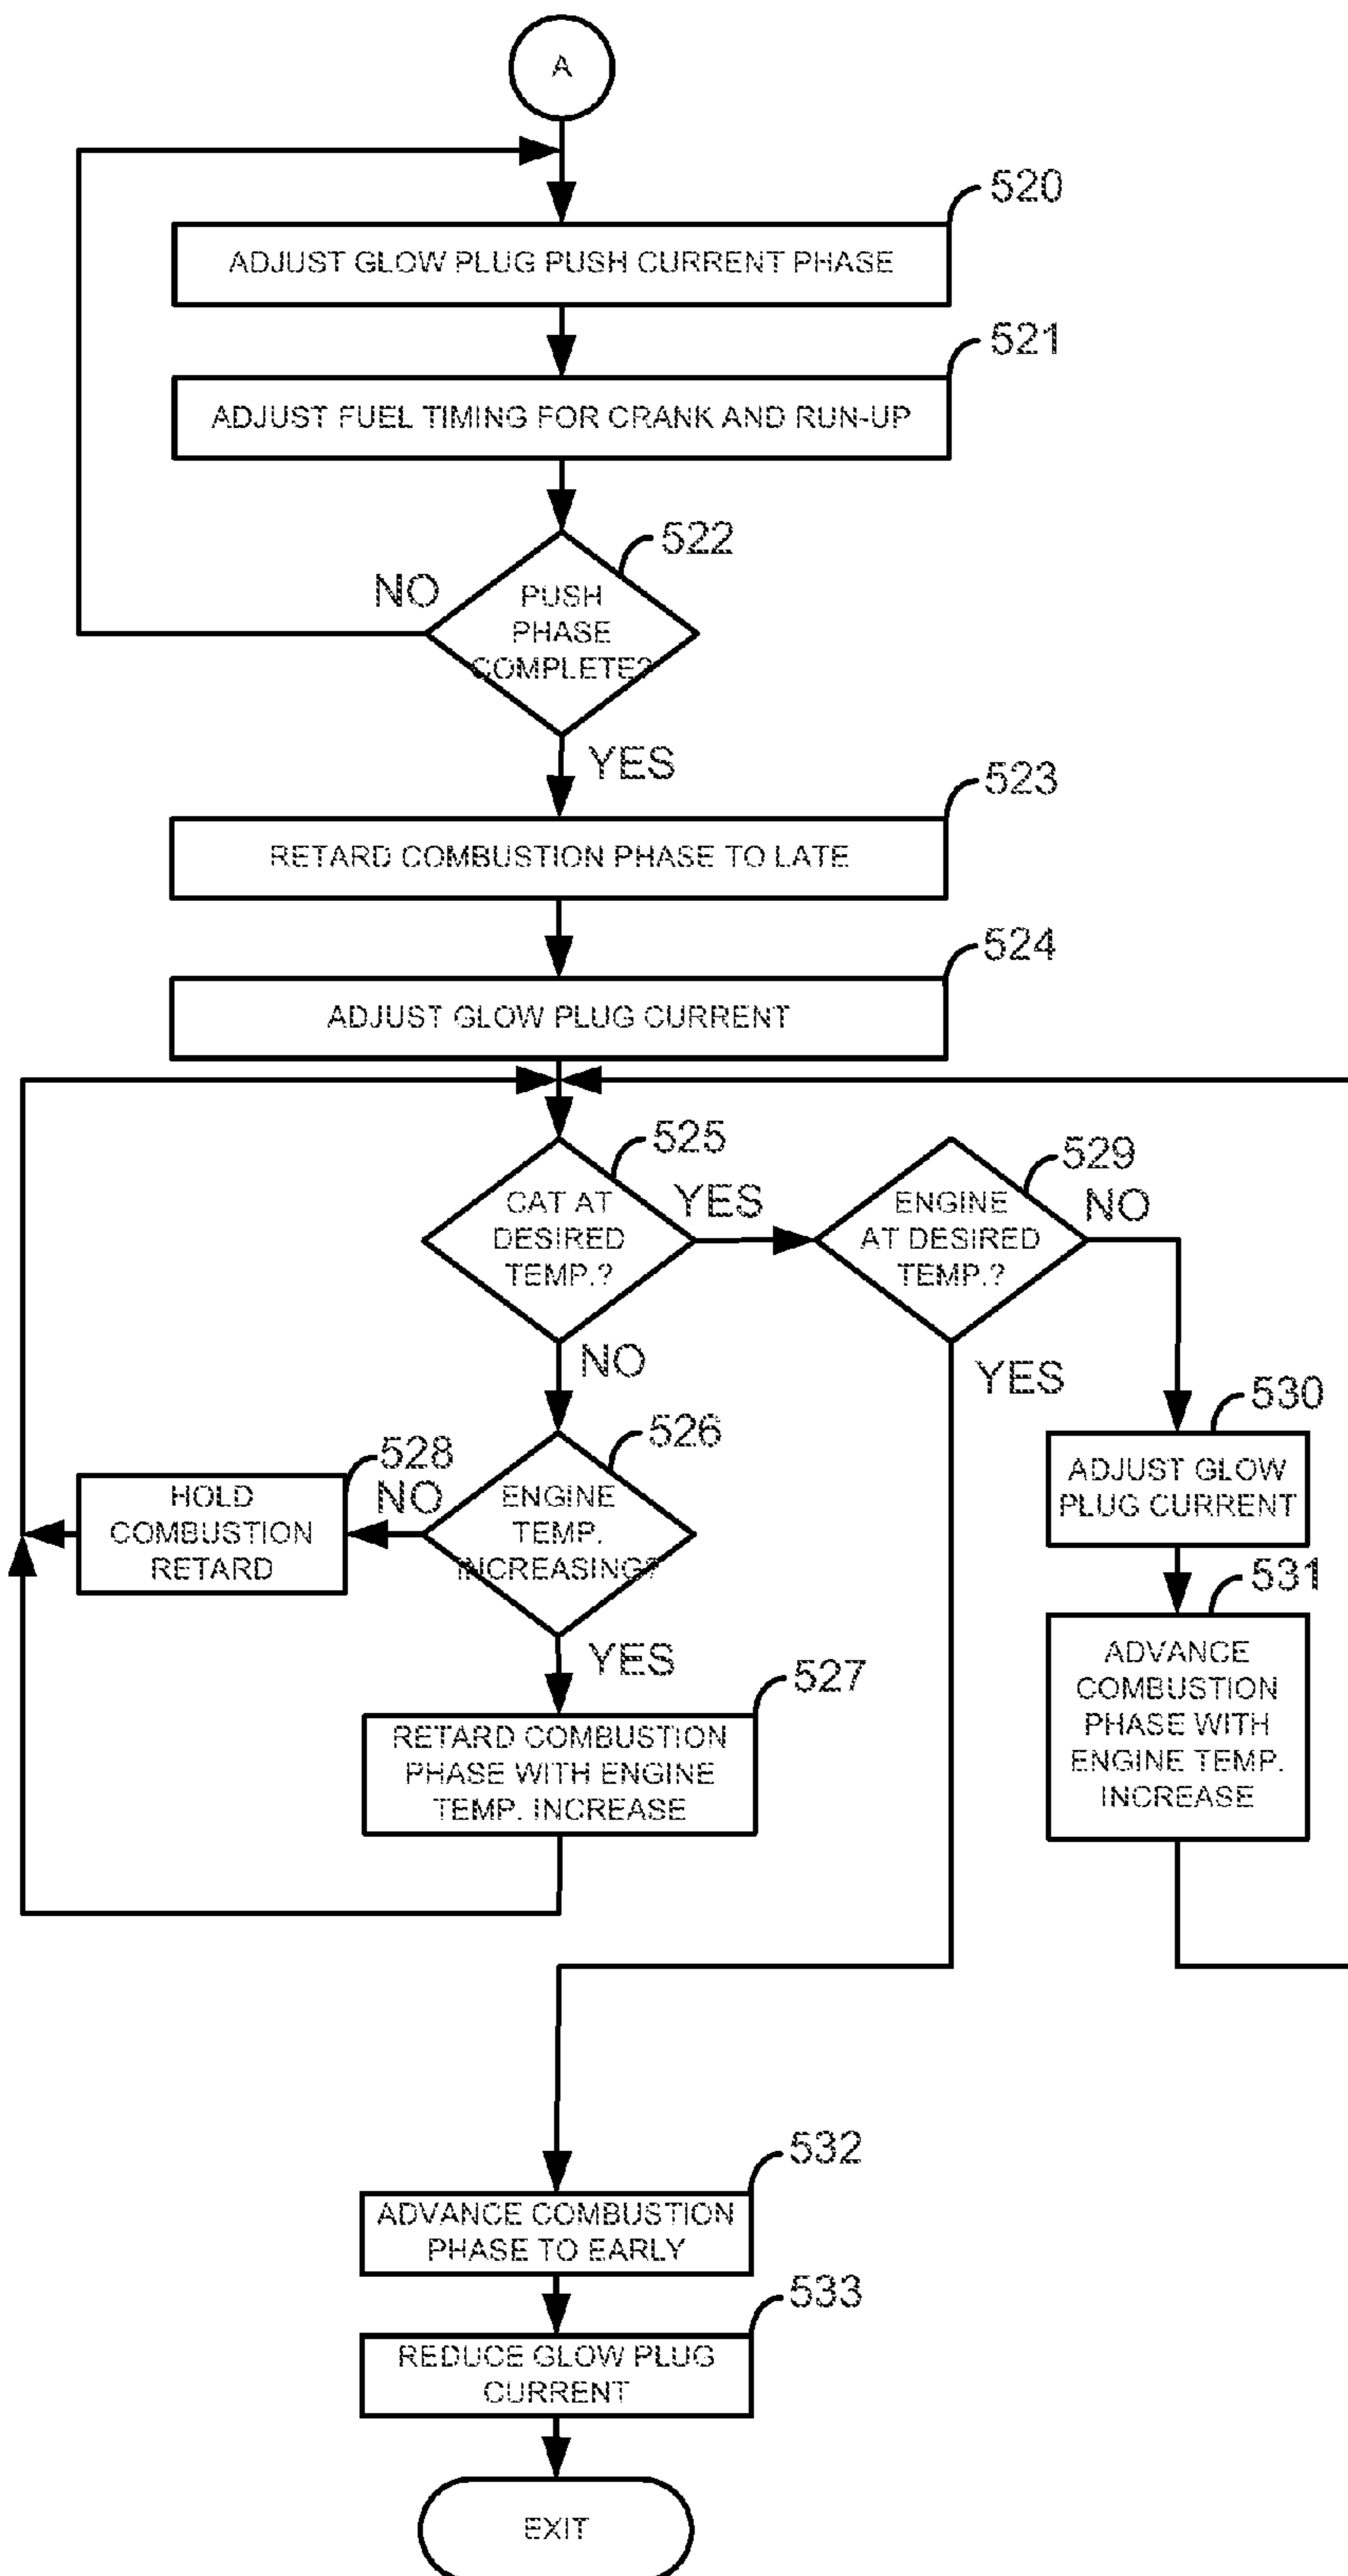 A
520
ADJUST GLOW PLUG PUSH CURRENT PHASE
521
ADJUST FUEL TIMING FOR CRANK AND RUN-UP
522
NO
PUSH
PHASE
COMPLETE?
YES
523
RETARD COMBUSTION PHASE TO LATE
524
ADJUST GLOW PLUG CURRENT
525
CAT AT
DESIRED
TEMP.?
YES
529
ENGINE
AT DESIRED
TEMP.?
NO
NO
YES
530
ADJUST GLOW
PLUG CURRENT
526
ENGINE
TEMP.
INCREASING?
NO
528
HOLD
COMBUSTION
RETARD
531
ADVANCE
COMBUSTION
PHASE WITH
ENGINE TEMP.
INCREASE
YES
527
RETARD COMBUSTION
PHASE WITH ENGINE
TEMP. INCREASE
532
ADVANCE COMBUSTION
PHASE TO EARLY
533
REDUCE GLOW PLUG
CURRENT
EXIT